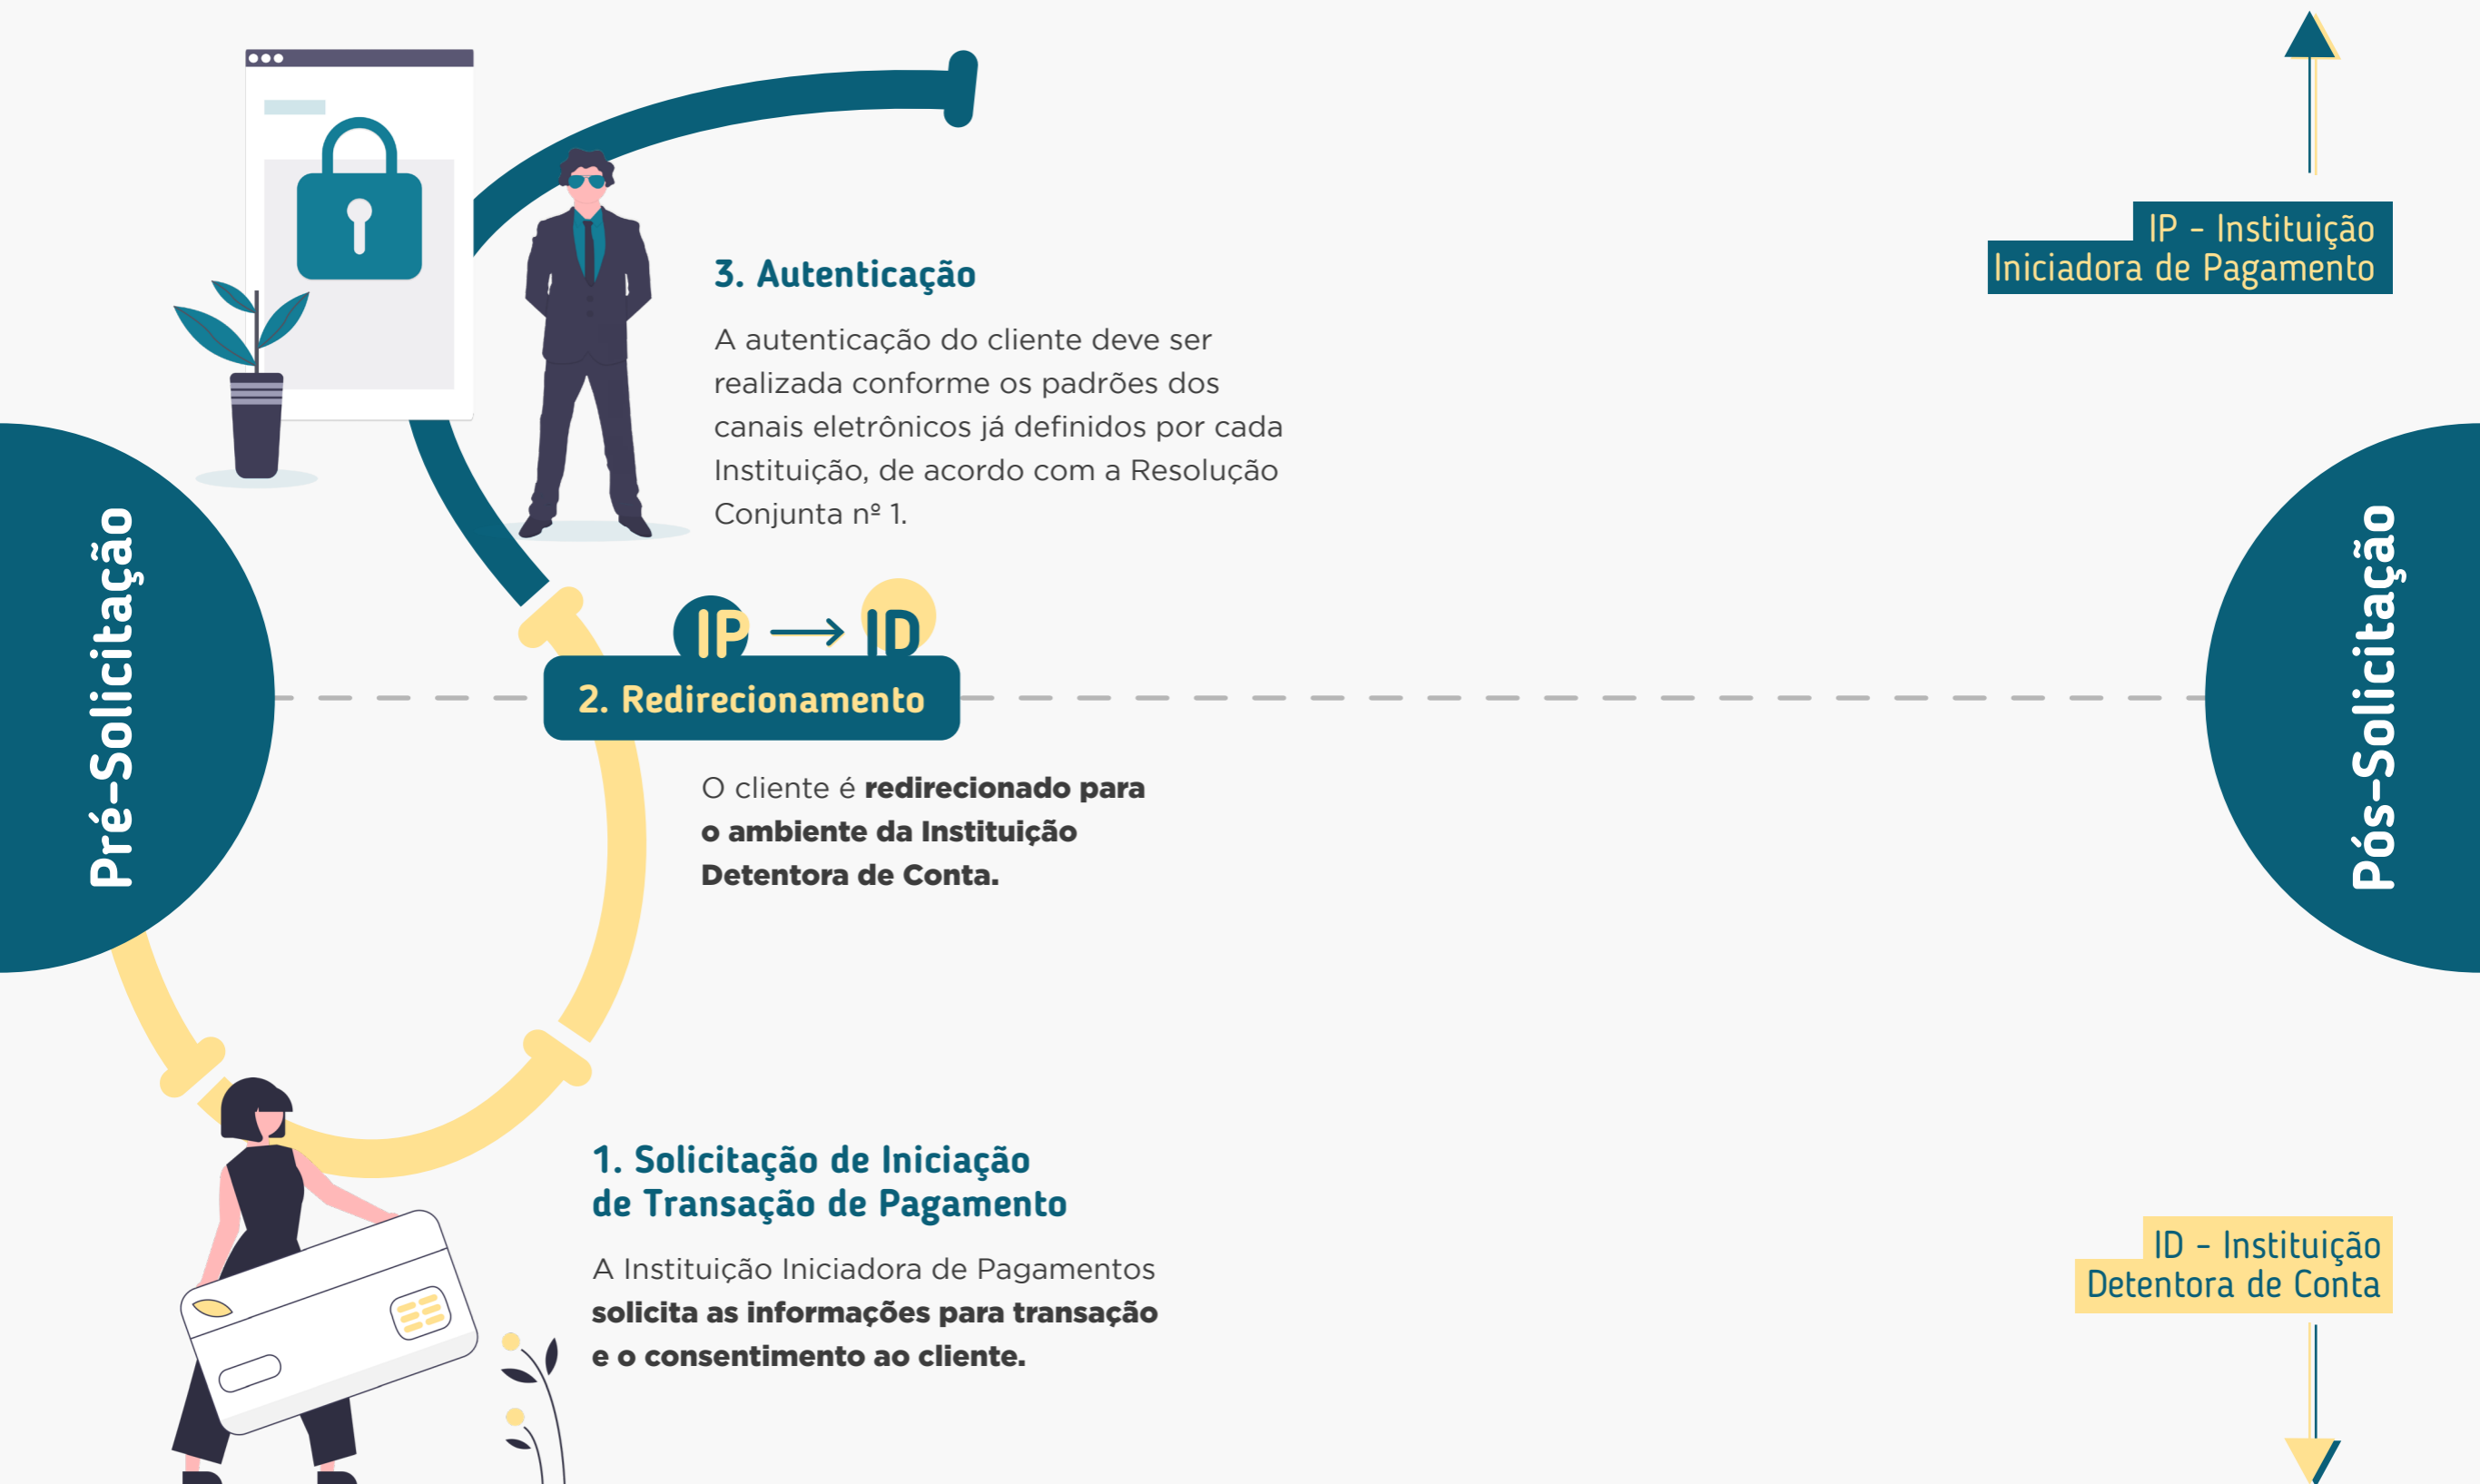 3. Autenticação
A autenticação do cliente deve ser
realizada conforme os padrões dos
canais eletrônicos já definidos por cada
Instituição, de acordo com a Resolução
Conjunta nº 1.
IP - Instituição
Iniciadora de Pagamento
Pré-Solicitação
IP → ID
2. Redirecionamento
O cliente é redirecionado para
o ambiente da Instituição
Detentora de Conta.
Pós-Solicitação
1. Solicitação de Iniciação
de Transação de Pagamento
A Instituição Iniciadora de Pagamentos
solicita as informações para transação
e o consentimento ao cliente.
ID - Instituição
Detentora de Conta